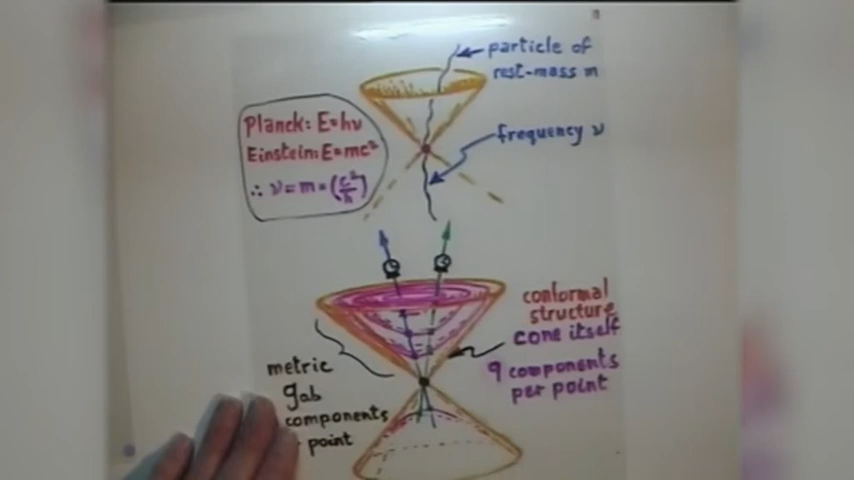 particle of
rest-mass m
Planck: E=hν
Einstein: E=mc²
∴ ν = m × (c²/h)
frequency ν
conformal
structure
cone itself
9 components
per point
metric
gab
components
point